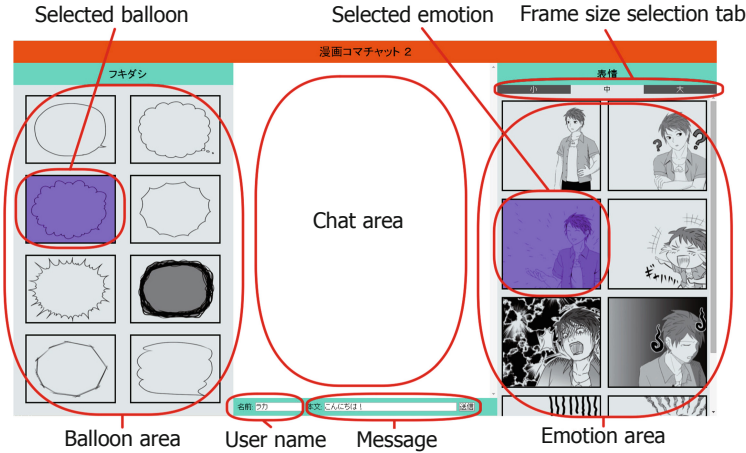 Selected balloon
Selected emotion
Frame size selection tab
漫画コマチャット 2
フキダシ
表情
小
中
大
Chat area
名前:
ラカ
本文:
こんにちは！
送信
Balloon area
User name
Message
Emotion area